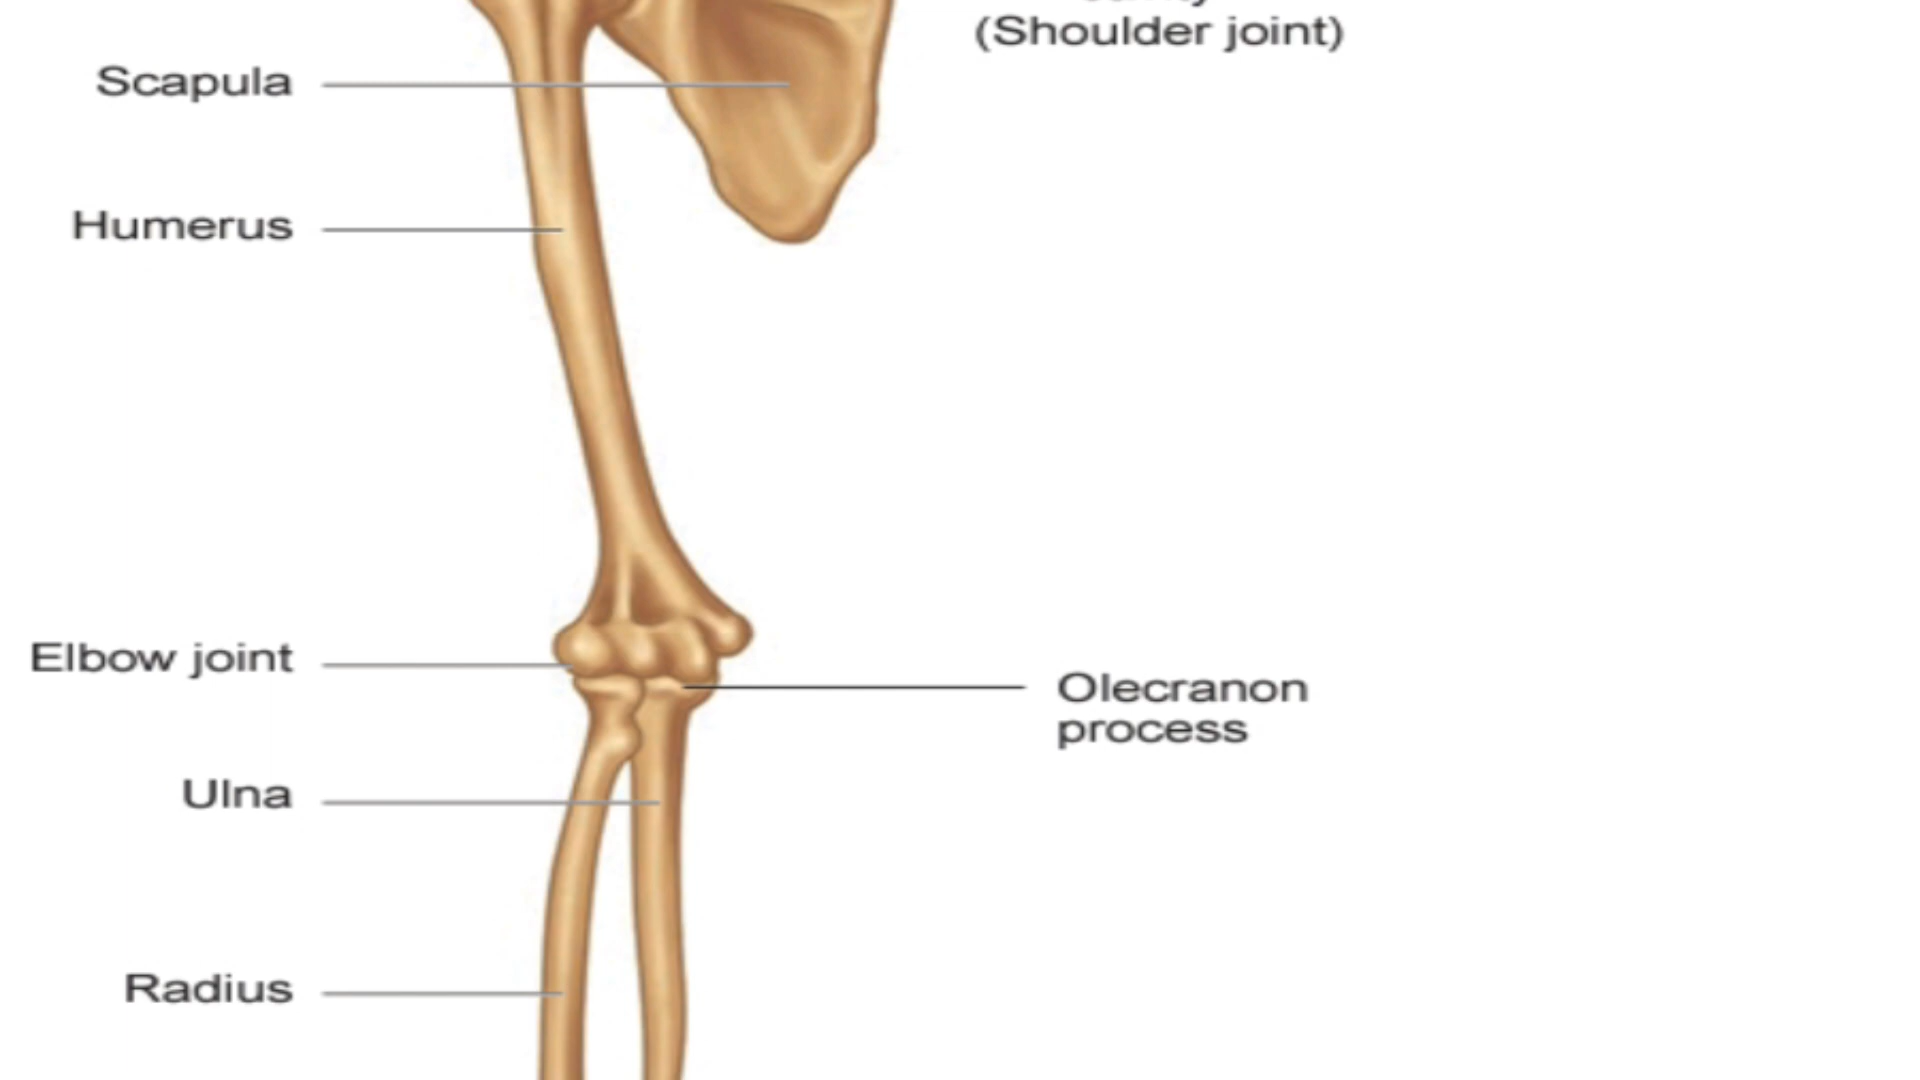 (Shoulder joint)
Scapula
Humerus
Elbow joint
Olecranon
process
Ulna
Radius